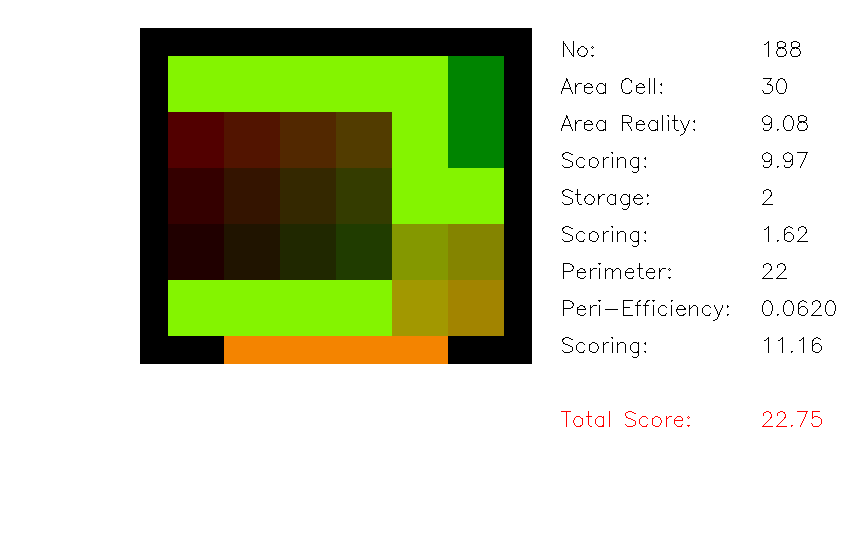 No: 188
Area Cell: 30
Area Reality: 9.08
Scoring: 9.97
Storage: 2
Scoring: 1.62
Perimeter: 22
Peri-Efficiency: 0.0620
Scoring: 11.16
Total Score: 22.75